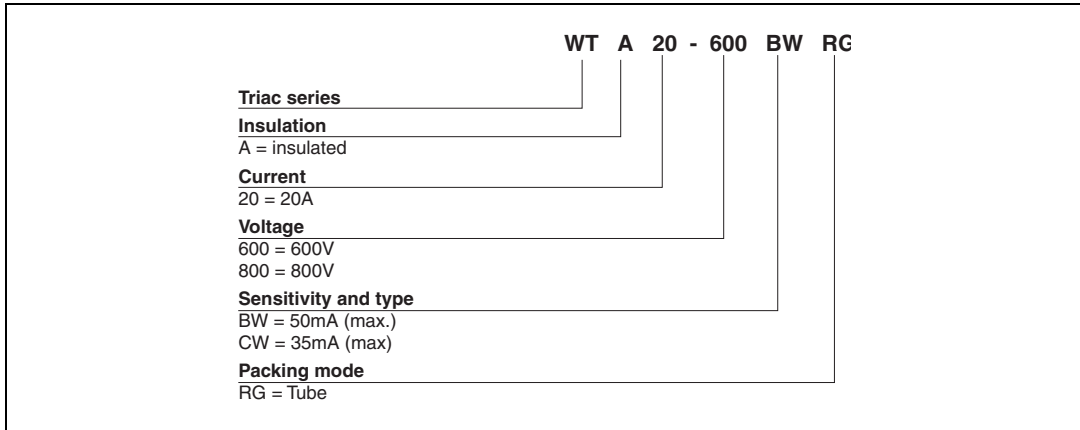 WT A 20 - 600 BW RG
Triac series
Insulation
A = insulated
Current
20 = 20A
Voltage
600 = 600V
800 = 800V
Sensitivity and type
BW = 50mA (max.)
CW = 35mA (max)
Packing mode
RG = Tube